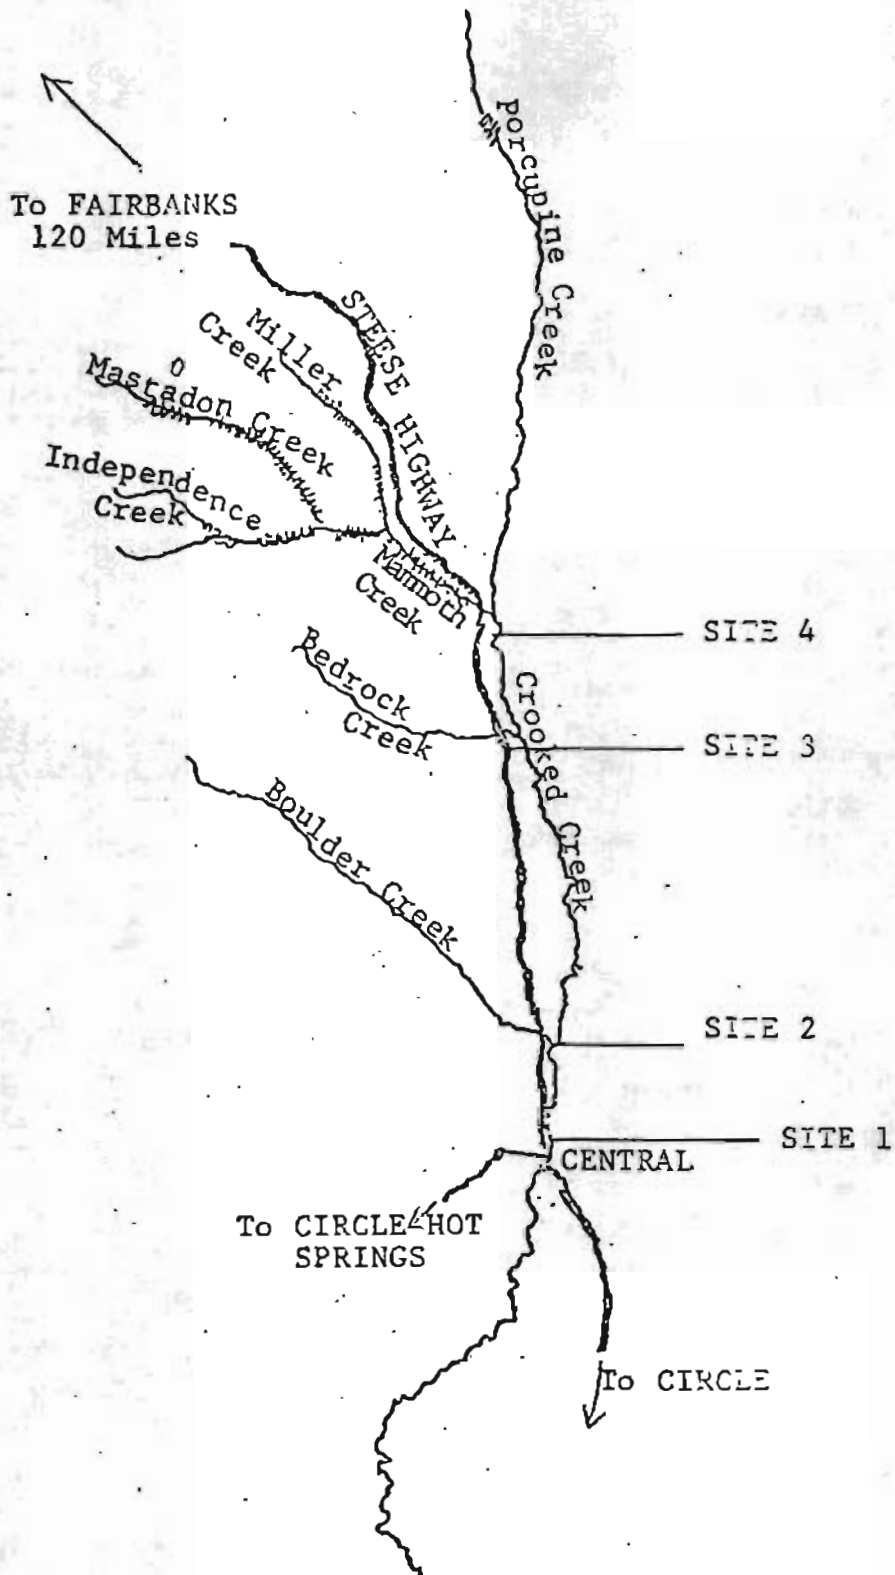 Porcupine Creek
To FAIRBANKS
120 Miles
STEESE HIGHWAY
Miller
Creek
O
Mastadon Creek
Independence
Creek
Mammoth
Creek
SITE 4
Bedrock
Creek
Crooked Creek
SITE 3
Boulder Creek
SITE 2
SITE 1
CENTRAL
To CIRCLE HOT
SPRINGS
To CIRCLE